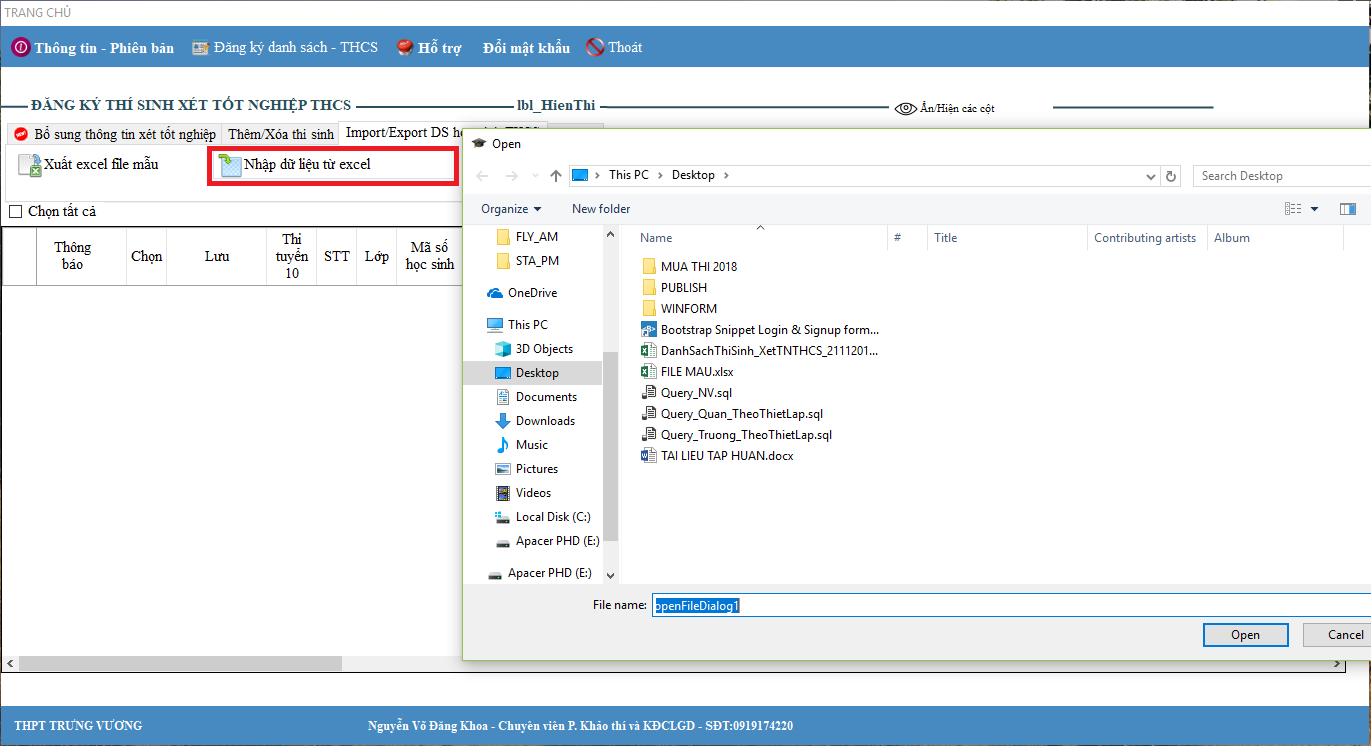 TRANG CHỦ
Thông tin - Phiên bản Đăng ký danh sách - THCS Hỗ trợ Đổi mật khẩu Thoát
ĐĂNG KÝ THÍ SINH XÉT TỐT NGHIỆP THCS lbl_HienThi Ẩn/Hiện các cột
Bổ sung thông tin xét tốt nghiệp Thêm/Xóa thí sinh Import/Export DS
Xuất excel file mẫu Nhập dữ liệu từ excel
Chọn tất cả
Thông báo Chọn Lưu Thi tuyển 10 STT Lớp Mã số học sinh
Open
This PC Desktop
Search Desktop
Organize New folder
FLY_AM
STA_PM
OneDrive
This PC
3D Objects
Desktop
Documents
Downloads
Music
Pictures
Videos
Local Disk (C:)
Apacer PHD (E:)
Apacer PHD (E:)
Name # Title Contributing artists Album
MUA THI 2018
PUBLISH
WINFORM
Bootstrap Snippet Login & Signup form...
DanhSachThiSinh_XetTNTHCS_2111201...
FILE MAU.xlsx
Query_NV.sql
Query_Quan_TheoThietLap.sql
Query_Truong_TheoThietLap.sql
TAI LIEU TAP HUAN.docx
File name: openFileDialog1
Open Cancel
THPT TRƯNG VƯƠNG Nguyễn Võ Đăng Khoa - Chuyên viên P. Khảo thí và KĐCLGD - SĐT:0919174220